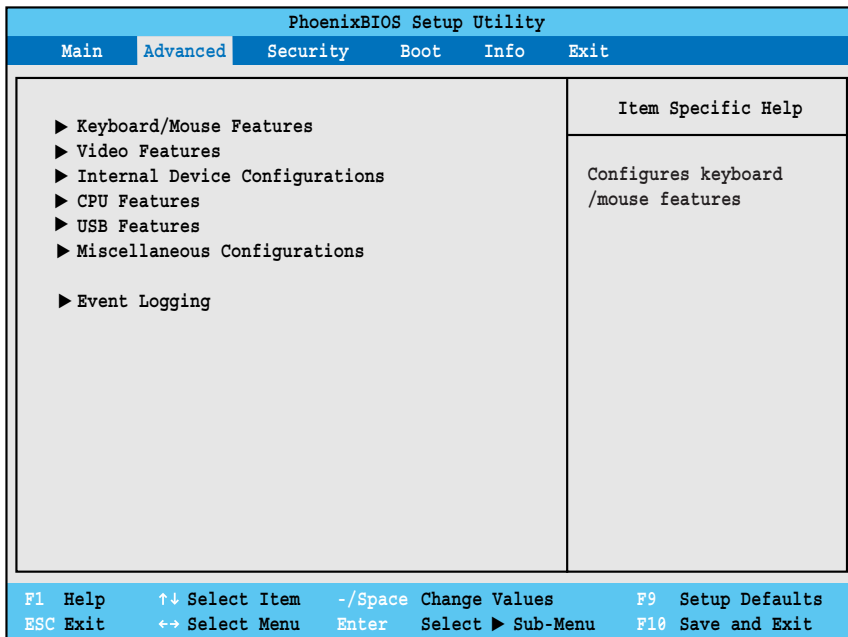 PhoenixBIOS Setup Utility
Main Advanced Security Boot Info Exit
▶ Keyboard/Mouse Features
▶ Video Features
▶ Internal Device Configurations
▶ CPU Features
▶ USB Features
▶ Miscellaneous Configurations
▶ Event Logging
Item Specific Help
Configures keyboard
/mouse features
F1 Help ↑↓ Select Item -/Space Change Values F9 Setup Defaults
ESC Exit ←→ Select Menu Enter Select ▶ Sub-Menu F10 Save and Exit